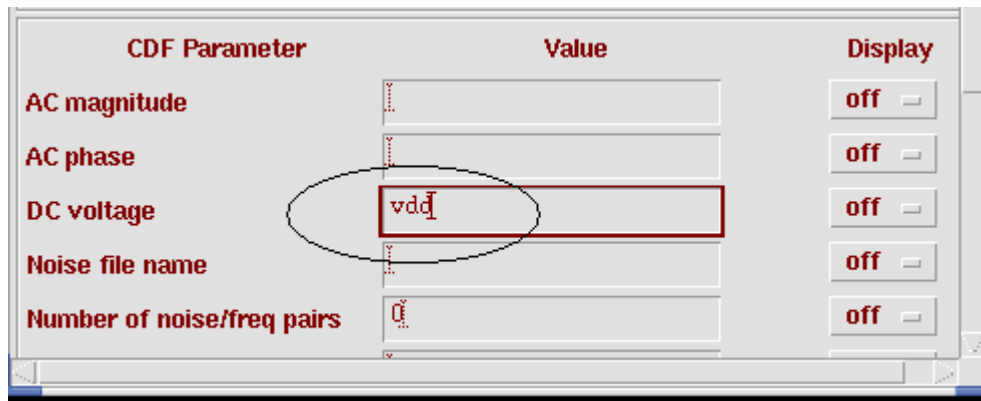 CDF Parameter Value Display
AC magnitude off
AC phase off
DC voltage vdd off
Noise file name off
Number of noise/freq pairs 0 off